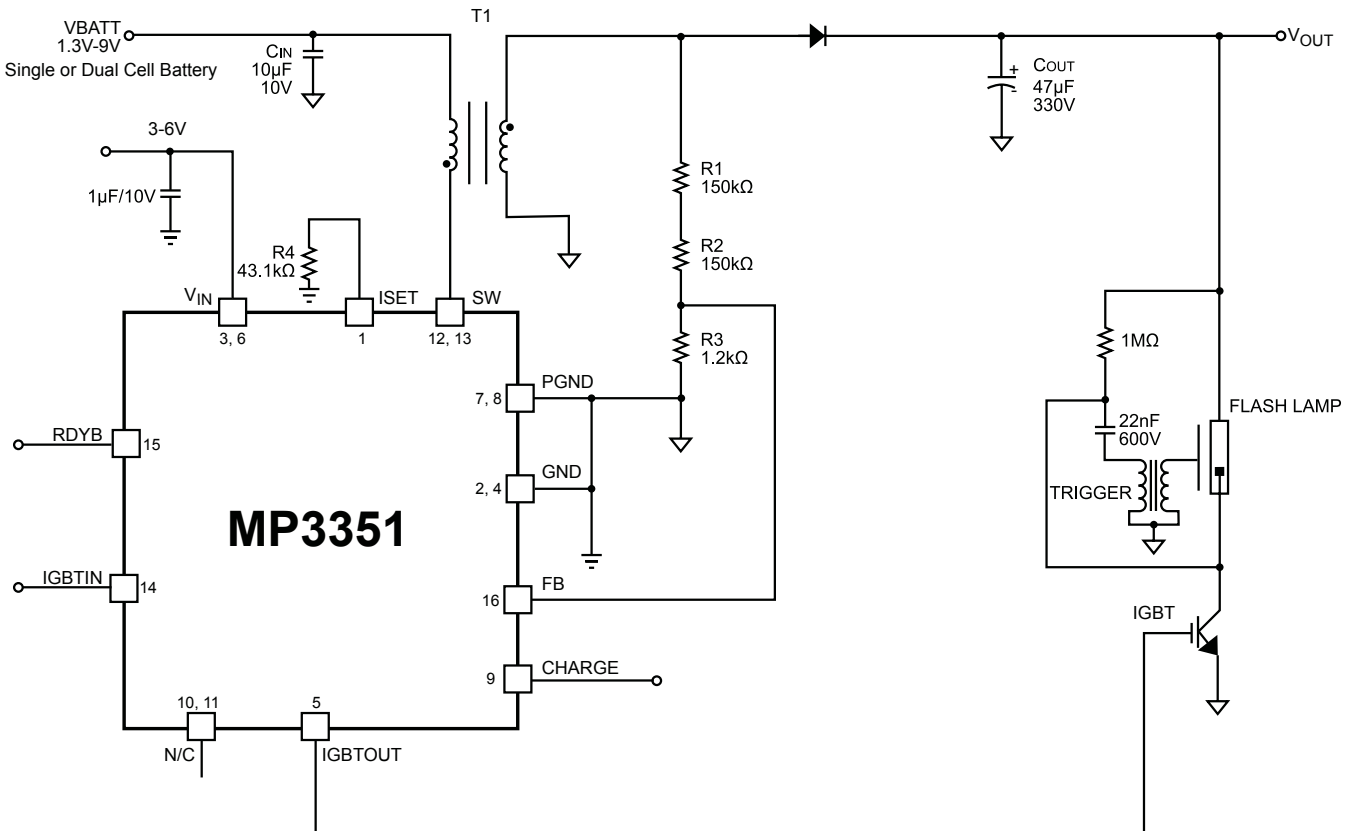 T1
VBATT
1.3V-9V
Single or Dual Cell Battery
CIN
10µF
10V
VOUT
COUT
+
47µF
-
330V
3-6V
1µF/10V
R1
150kΩ
R2
150kΩ
R4
43.1kΩ
VIN
ISET
SW
3, 6
1
12, 13
R3
1.2kΩ
1MΩ
PGND
7, 8
FLASH LAMP
22nF
600V
RDYB
15
GND
2, 4
TRIGGER
MP3351
IGBTIN
14
FB
16
IGBT
CHARGE
9
10, 11
5
N/C
IGBTOUT